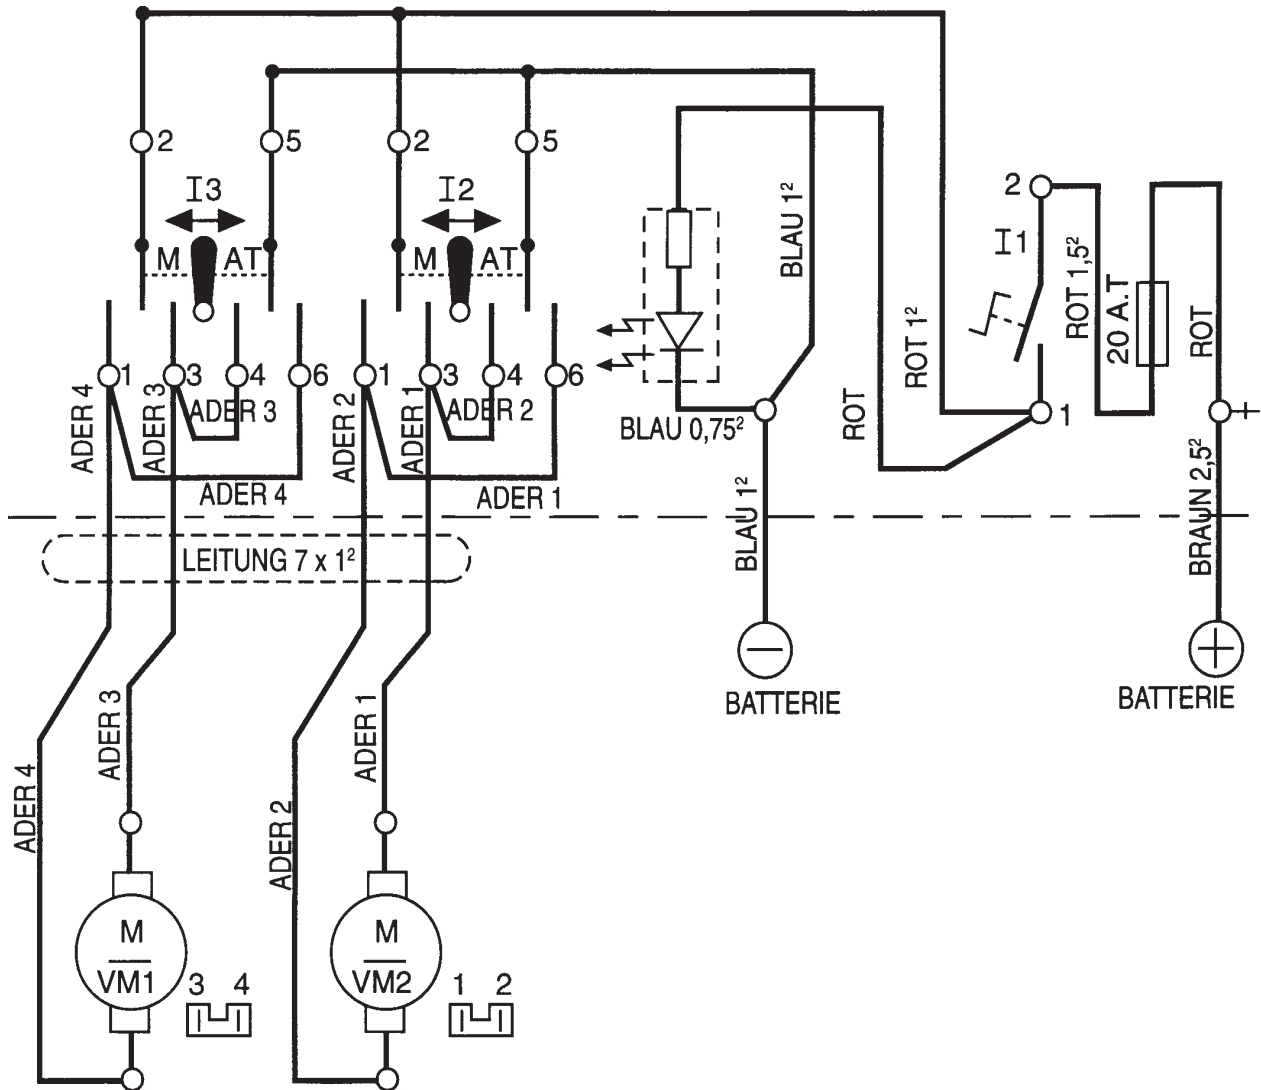 2
5
2
5
I3
I2
M AT
M AT
1
3
4
6
1
3
4
6
ADER 4
ADER 3
ADER 3
ADER 4
ADER 2
ADER 1
ADER 2
ADER 1
BLAU 1²
BLAU 0,75²
ROT
ROT 1²
2
I1
1
ROT 1,5²
20 A.T
ROT
+
LEITUNG 7 x 1²
BLAU 1²
BRAUN 2,5²
−
+
BATTERIE
BATTERIE
ADER 4
ADER 3
ADER 2
ADER 1
M
VM1
3 4
M
VM2
1 2